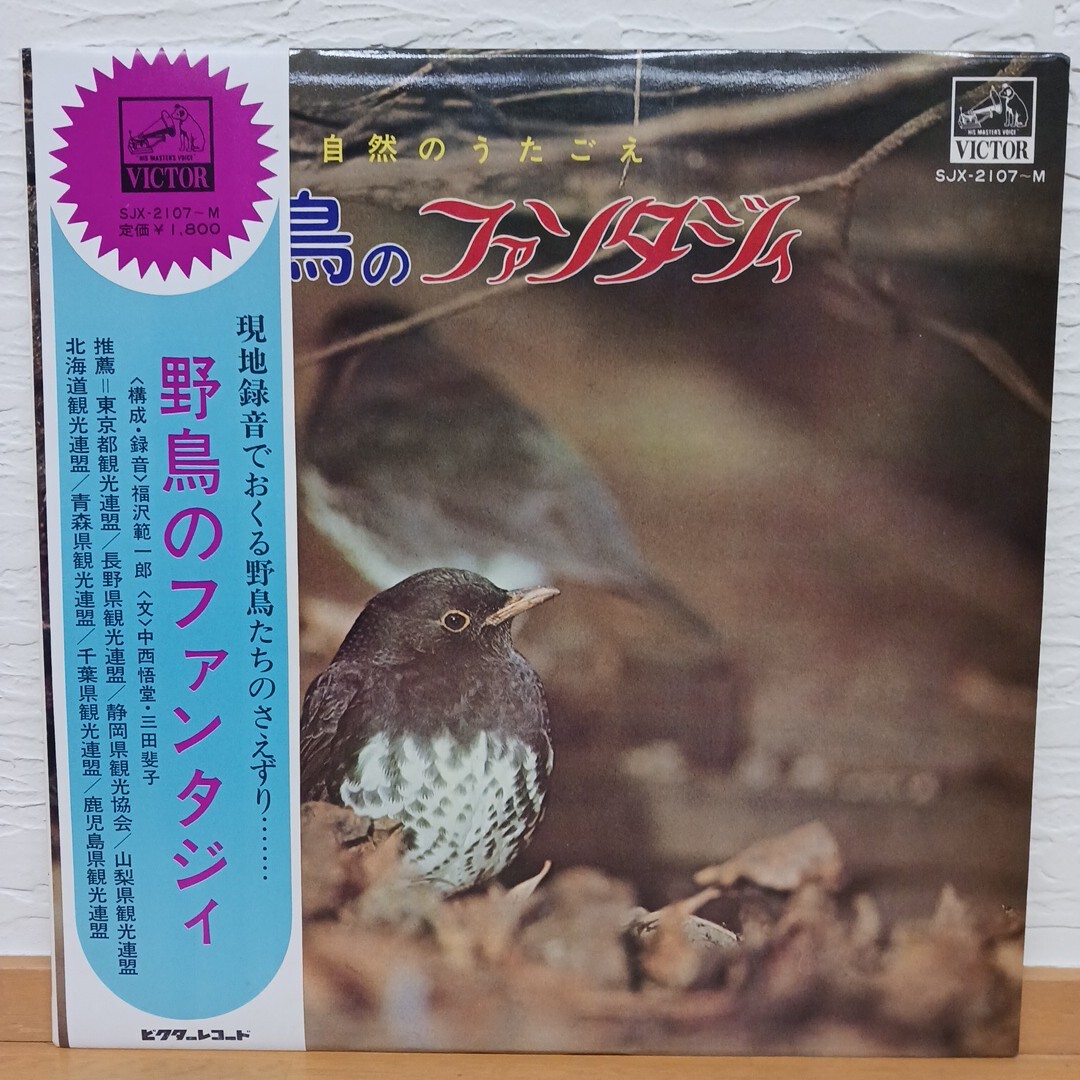 HIS MASTER'S VOICE
VICTOR
SJX-2107~M
定価¥1,800
現地録音でおくる野鳥たちのさえずり……
野鳥のファンタジィ
〈構成・録音〉福沢範一郎 〈文〉中西悟堂・三田斐子
推薦=東京都観光連盟/長野県観光連盟/静岡県観光協会/山梨県観光連盟
北海道観光連盟/青森県観光連盟/千葉県観光連盟/鹿児島県観光連盟
ビクターレコード
自然のうたごえ
鳥のファンタジィ
HIS MASTER'S VOICE
VICTOR
SJX-2107~M